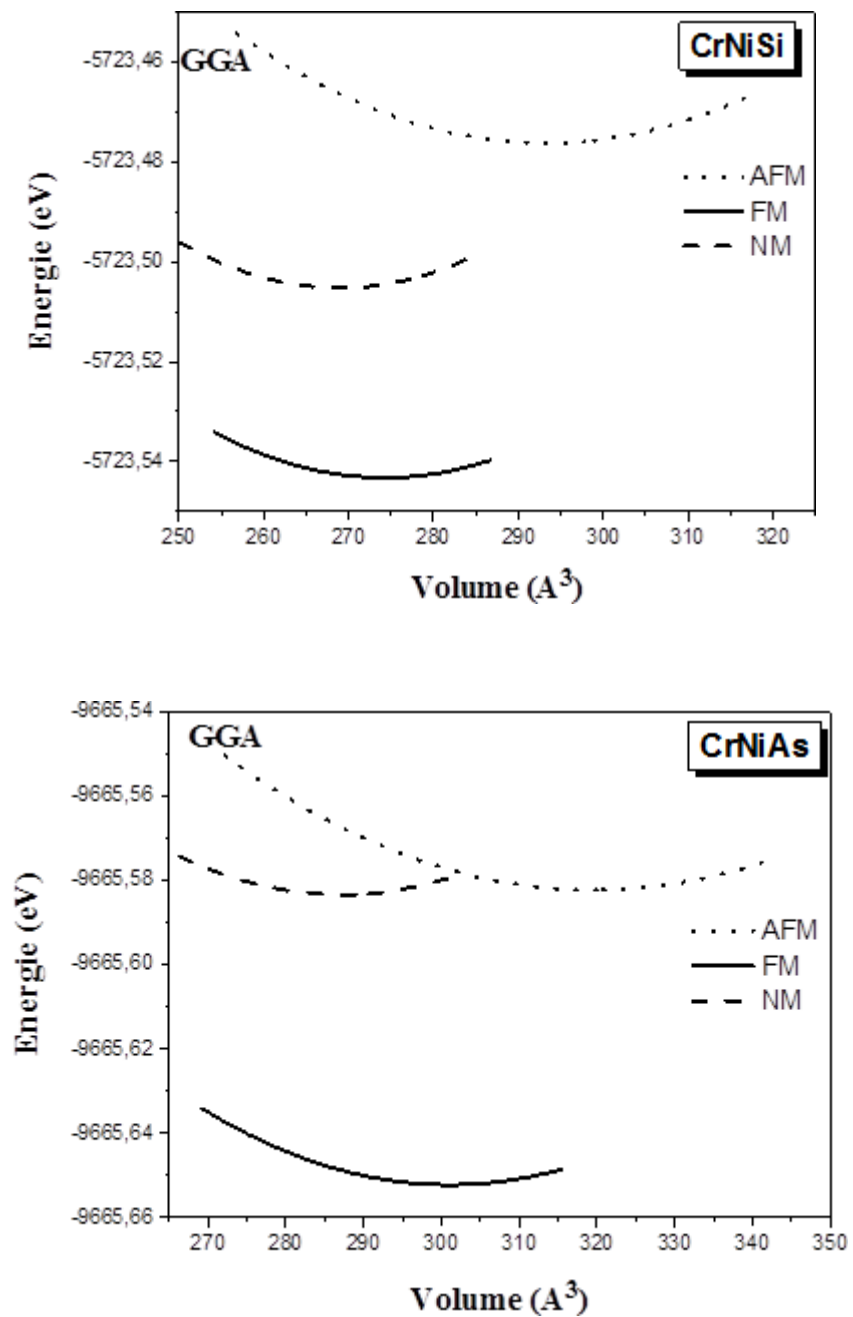 GGA
CrNiSi
-5723,46
-5723,48
-5723,50
-5723,52
-5723,54
Energie (eV)
AFM
FM
NM
250 260 270 280 290 300 310 320
Volume (A³)
GGA
CrNiAs
-9665,54
-9665,56
-9665,58
-9665,60
-9665,62
-9665,64
-9665,66
Energie (eV)
AFM
FM
NM
270 280 290 300 310 320 330 340 350
Volume (A³)